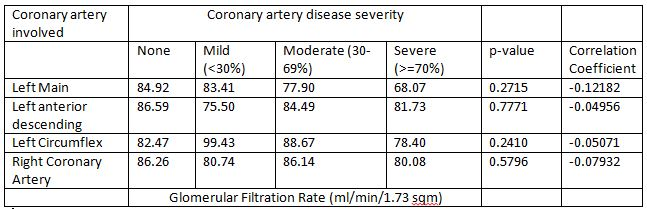 Coronary artery involved Coronary artery disease severity
None Mild (<30%) Moderate (30-69%) Severe (>=70%) p-value Correlation Coefficient
Left Main 84.92 83.41 77.90 68.07 0.2715 -0.12182
Left anterior descending 86.59 75.50 84.49 81.73 0.7771 -0.04956
Left Circumflex 82.47 99.43 88.67 78.40 0.2410 -0.05071
Right Coronary Artery 86.26 80.74 86.14 80.08 0.5796 -0.07932
Glomerular Filtration Rate (ml/min/1.73 sqm)